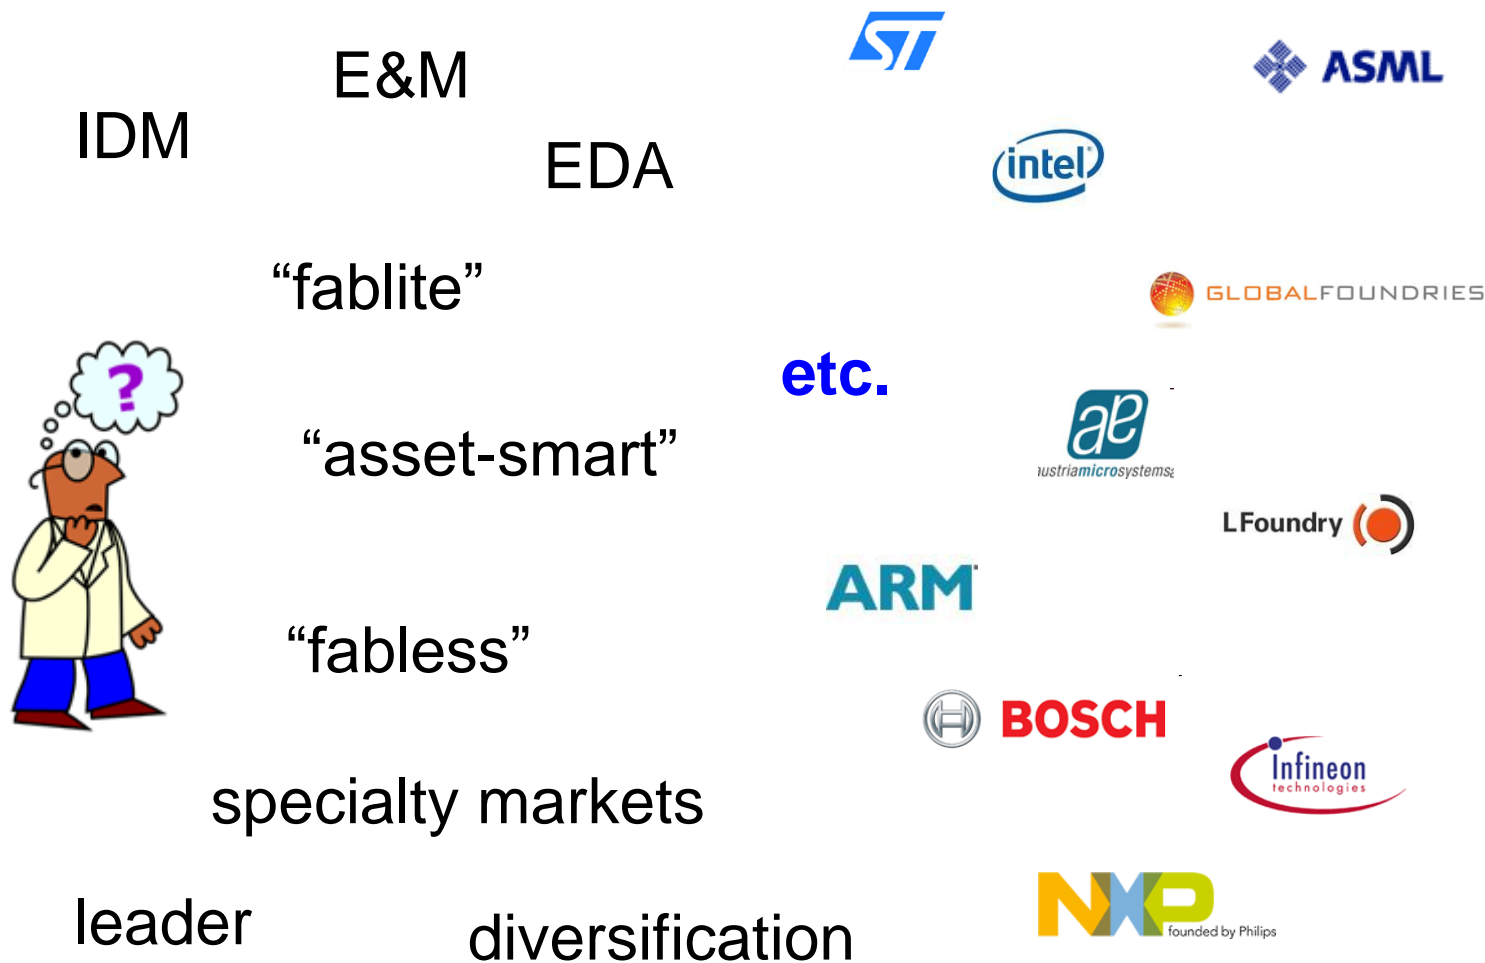 ST
E&M
ASML
IDM
EDA
intel
“fablite”
GLOBALFOUNDRIES
?
etc.
“asset-smart”
ae
ustriamicrosystems
LFoundry
ARM
“fabless”
BOSCH
Infineon
technologies
specialty markets
NXP
founded by Philips
leader
diversification